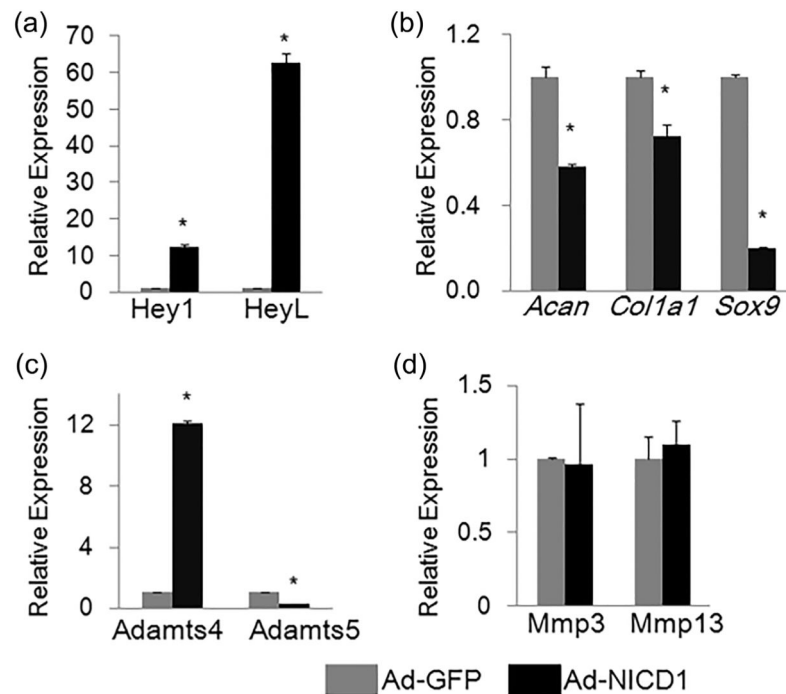 (a)
70
60
50
40
30
20
10
0
Relative Expression
*
*
Hey1 HeyL
(b)
1.2
0.8
0.4
0.0
Relative Expression
*
*
*
Acan Col1a1 Sox9
(c)
12
8
4
0
Relative Expression
*
*
Adamts4 Adamts5
(d)
1.5
1
0.5
0
Relative Expression
Mmp3 Mmp13
Ad-GFP Ad-NICD1